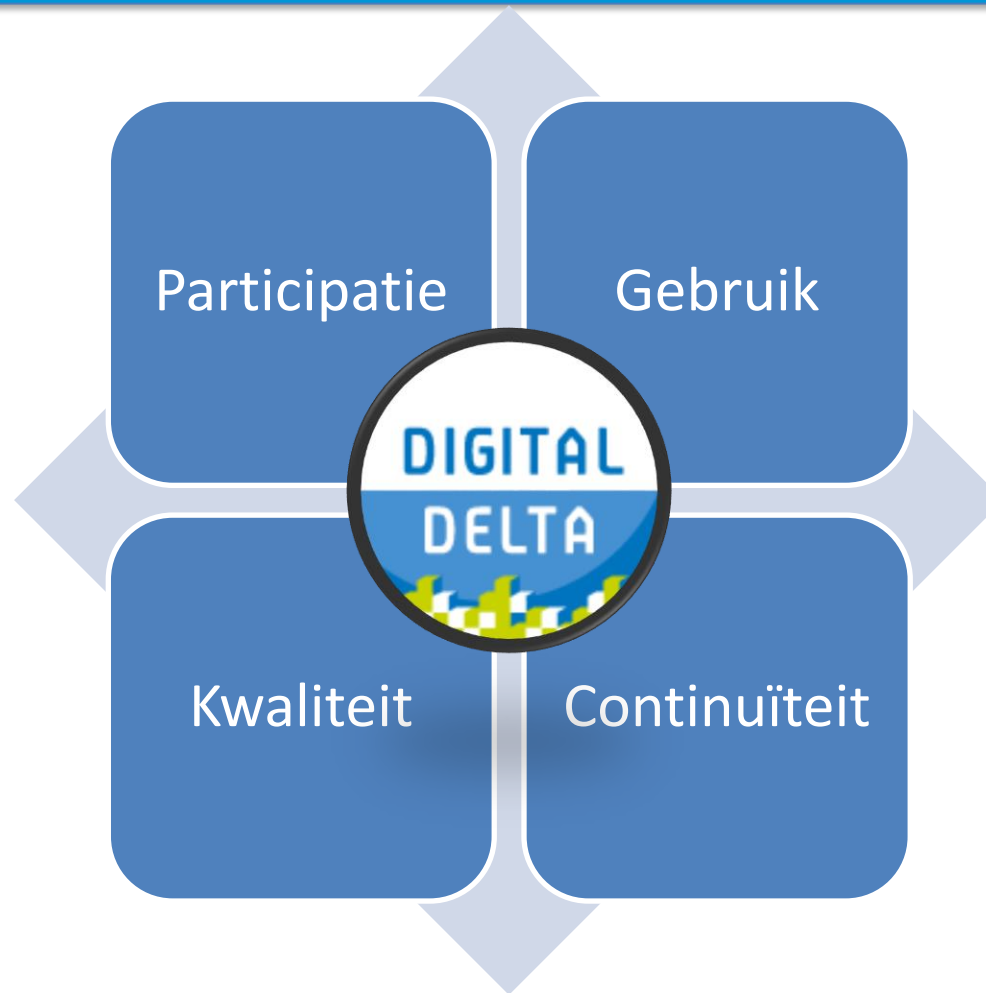 Participatie
Gebruik
DIGITAL
DELTA
Kwaliteit
Continuïteit